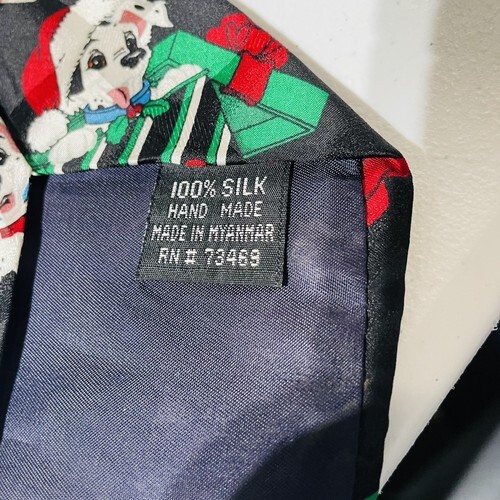 100% SILK
HAND MADE
MADE IN MYANMAR
RN # 73469